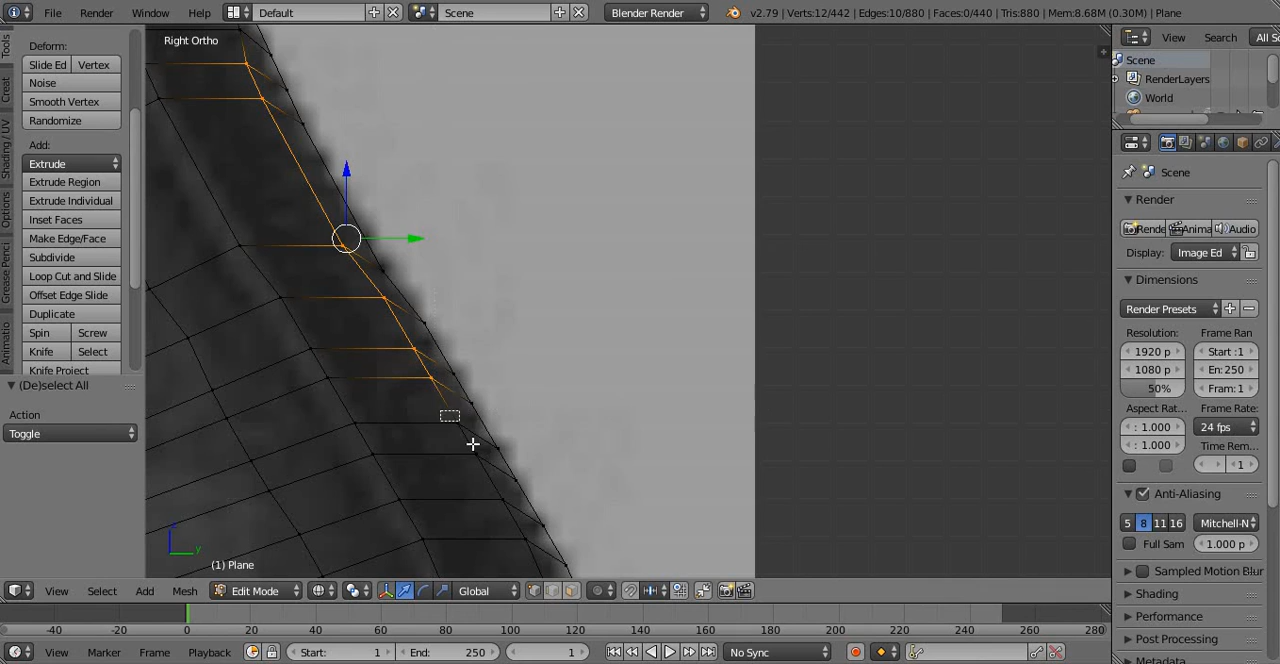 File Render Window Help Default Scene Blender Render v2.79 | Verts:12/442 | Edges:10/880 | Faces:0/440 | Tris:880 | Mem:8.68M (0.30M) | Plane
Right Ortho
View Search All Sc
Tools
Creat
Shading / UV
Options
Grease Penci
Animatio
Deform:
Slide Ed Vertex
Noise
Smooth Vertex
Randomize
Add:
Extrude
Extrude Region
Extrude Individual
Inset Faces
Make Edge/Face
Subdivide
Loop Cut and Slide
Offset Edge Slide
Duplicate
Spin Screw
Knife Select
Knife Project
(De)select All
Action
Toggle
z
y
(1) Plane
Scene
RenderLayers
World
Scene
Render
Rende Anima Audio
Display: Image Ed
Dimensions
Render Presets
Resolution: Frame Ran
1920 p Start :1
1080 p En: 250
50% Fram: 1
Aspect Rat... Frame Rate:
: 1.000 24 fps
: 1.000 Time Rem...
1
Anti-Aliasing
5 8 11 16 Mitchell-N
Full Sam 1.000 p
Sampled Motion Blur
Shading
Performance
Post Processing
Metadata
View Select Add Mesh Edit Mode Global
-40 -20 0 20 40 60 80 100 120 140 160 180 200 220 240 260 280
View Marker Frame Playback Start: 1 End: 250 1 No Sync